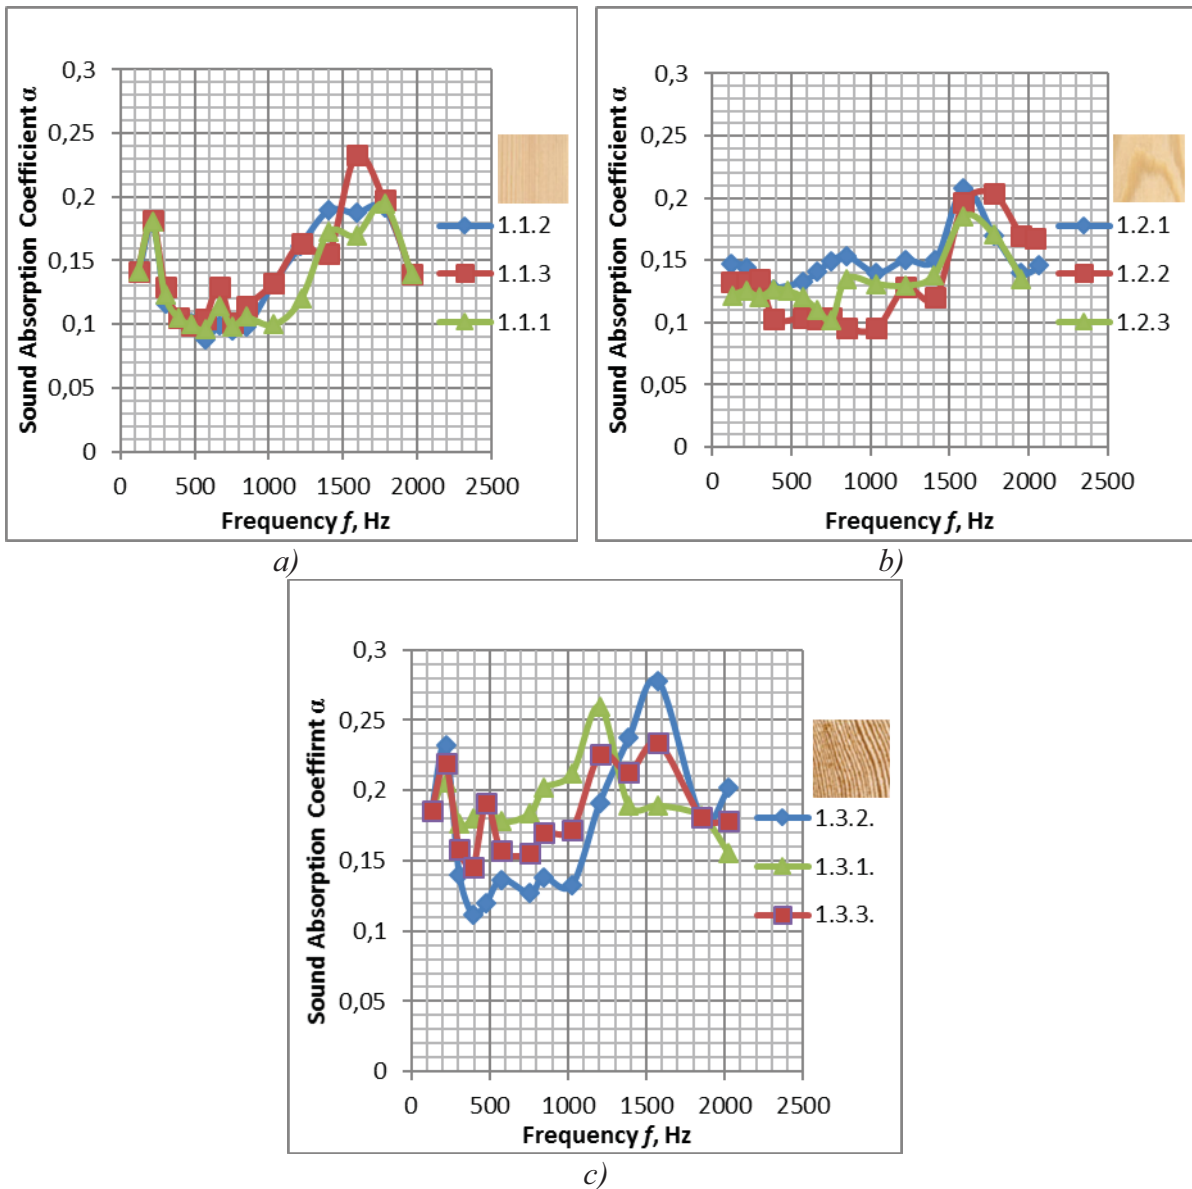 Sound Absorption Coefficient α
0,3
0,25
0,2
0,15
0,1
0,05
0
0 500 1000 1500 2000 2500
Frequency f, Hz
1.1.2
1.1.3
1.1.1
a)
Sound Absorption Coefficient α
0,3
0,25
0,2
0,15
0,1
0,05
0
0 500 1000 1500 2000 2500
Frequency f, Hz
1.2.1
1.2.2
1.2.3
b)
Sound Absorption Coeffirnt α
0,3
0,25
0,2
0,15
0,1
0,05
0
0 500 1000 1500 2000 2500
Frequency f, Hz
1.3.2.
1.3.1.
1.3.3.
c)